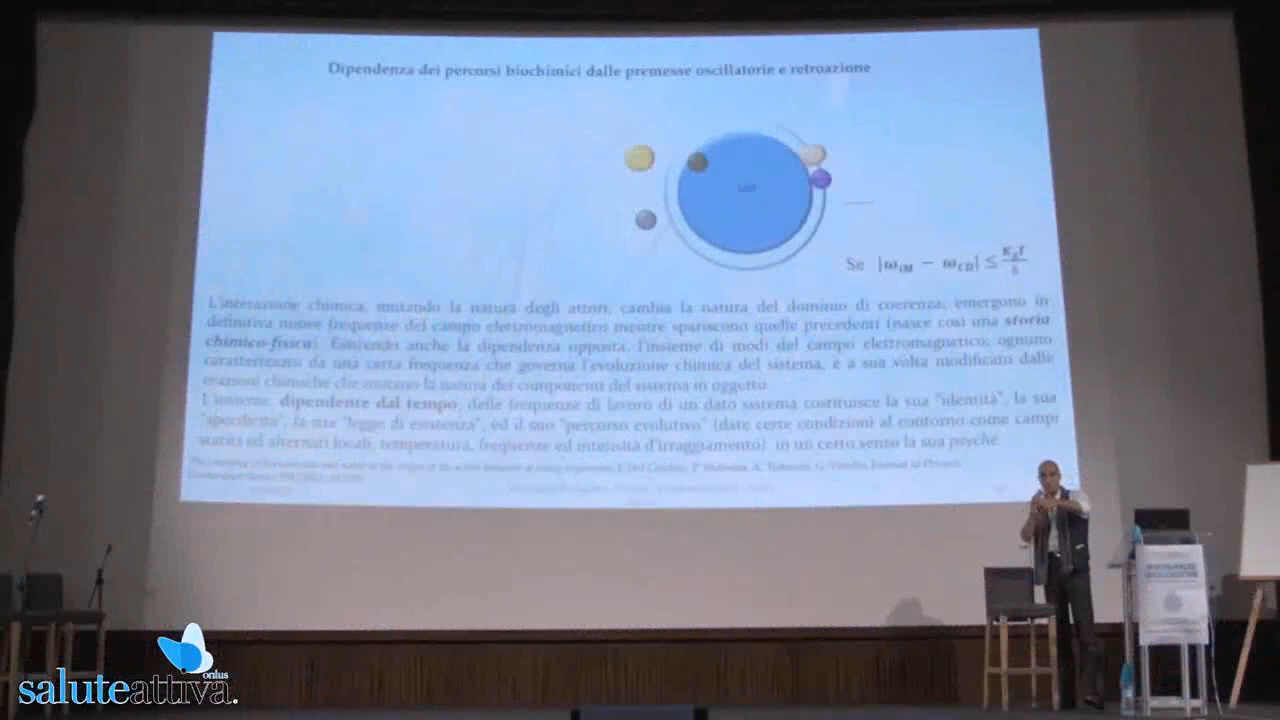 Dipendenza dei percorsi biochimici dalle premesse oscillatorie e retroazione
Se |ω − ω | ≤
L'interazione chimica, mutando la natura degli attori, cambia la natura del dominio di coerenza; emergono in
definitiva nuove frequenze del campo elettromagnetico mentre spariscono quelle precedenti (nasce così una storia
chimico-fisica). Esistendo anche la dipendenza opposta, l'insieme di modi del campo elettromagnetico, ognuno
caratterizzato da una certa frequenza che governa l'evoluzione chimica del sistema, è a sua volta modificato dalle
reazioni chimiche che mutano la natura dei componenti del sistema in oggetto
L'insieme, dipendente dal tempo, delle frequenze di lavoro di un dato sistema costituisce la sua "identità", la sua
"specificità", la sua "legge di esistenza", ed il suo "percorso evolutivo" (date certe condizioni al contorno come campi
statici ed alternati locali, temperatura, frequenze ed intensità d'irraggiamento) in un certo senso la sua psyché.
saluteattiva.
onlus